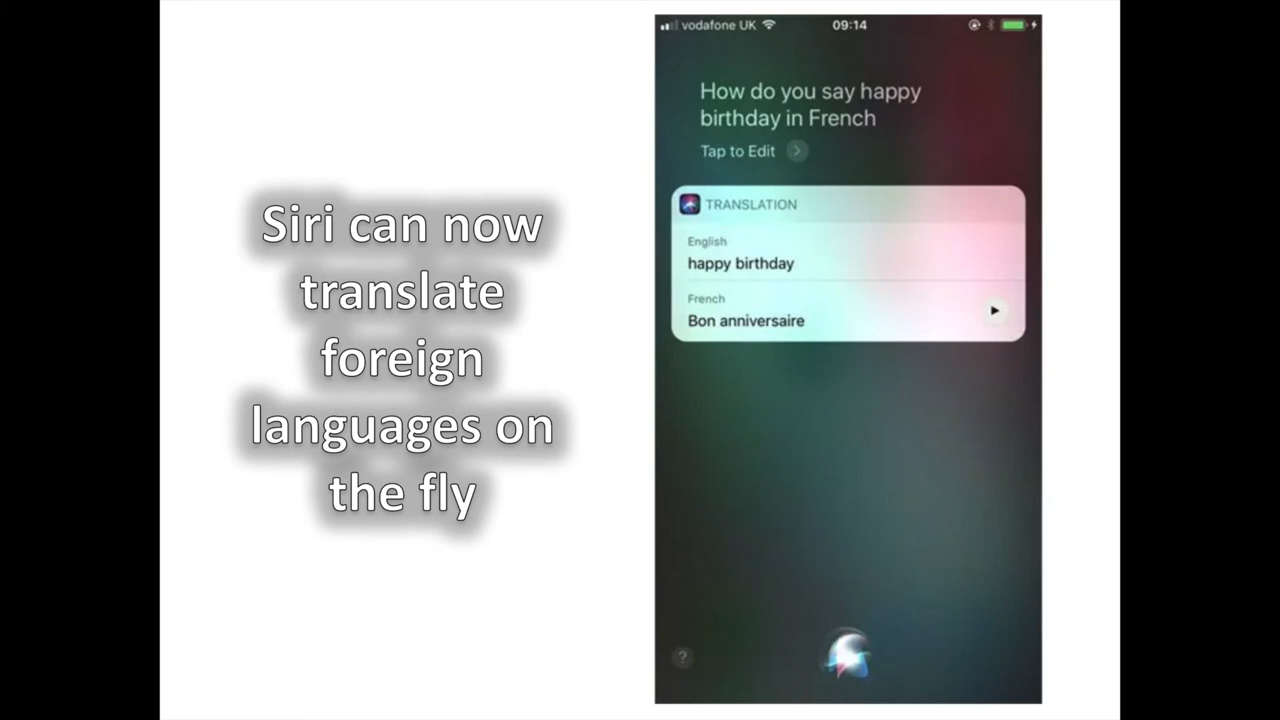 Siri can now
translate
foreign
languages on
the fly
vodafone UK 09:14
How do you say happy
birthday in French
Tap to Edit
TRANSLATION
English
happy birthday
French
Bon anniversaire
?